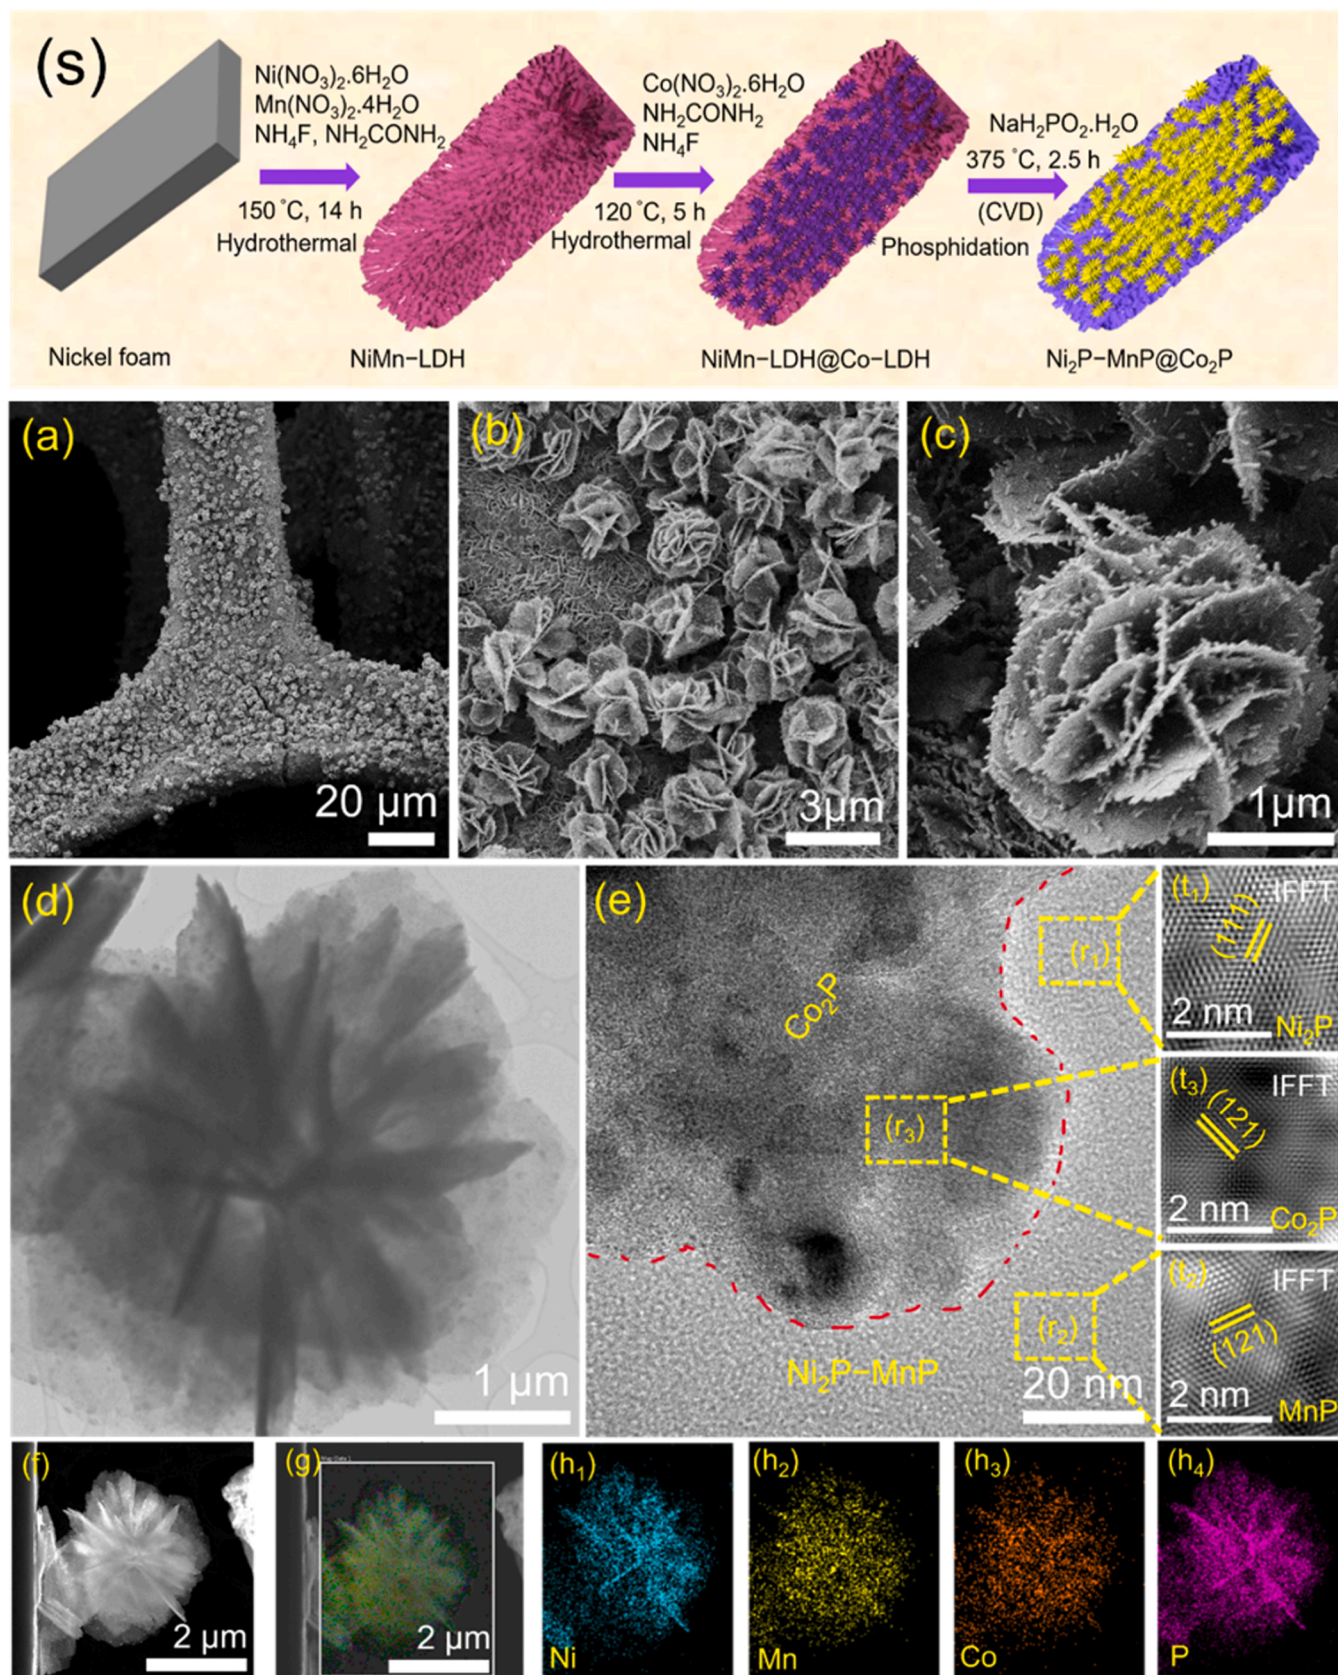 (s)
Ni(NO₃)₂.6H₂O
Mn(NO₃)₂.4H₂O
NH₄F, NH₂CONH₂
150 °C, 14 h
Hydrothermal
Co(NO₃)₂.6H₂O
NH₂CONH₂
NH₄F
120 °C, 5 h
Hydrothermal
NaH₂PO₂.H₂O
375 °C, 2.5 h
(CVD)
Phosphidation
Nickel foam
NiMn−LDH
NiMn−LDH@Co−LDH
Ni₂P−MnP@Co₂P
(a)
20 µm
(b)
3µm
(c)
1µm
(d)
1 µm
(e)
Co₂P
(r₁)
(r₃)
(r₂)
Ni₂P−MnP
20 nm
(t₁)
IFFT
(111)
2 nm
Ni₂P
(t₃)
IFFT
(121)
2 nm
Co₂P
(t₂)
IFFT
(121)
2 nm
MnP
(f)
2 µm
(g)
Map Data 1
2 µm
(h₁)
Ni
(h₂)
Mn
(h₃)
Co
(h₄)
P